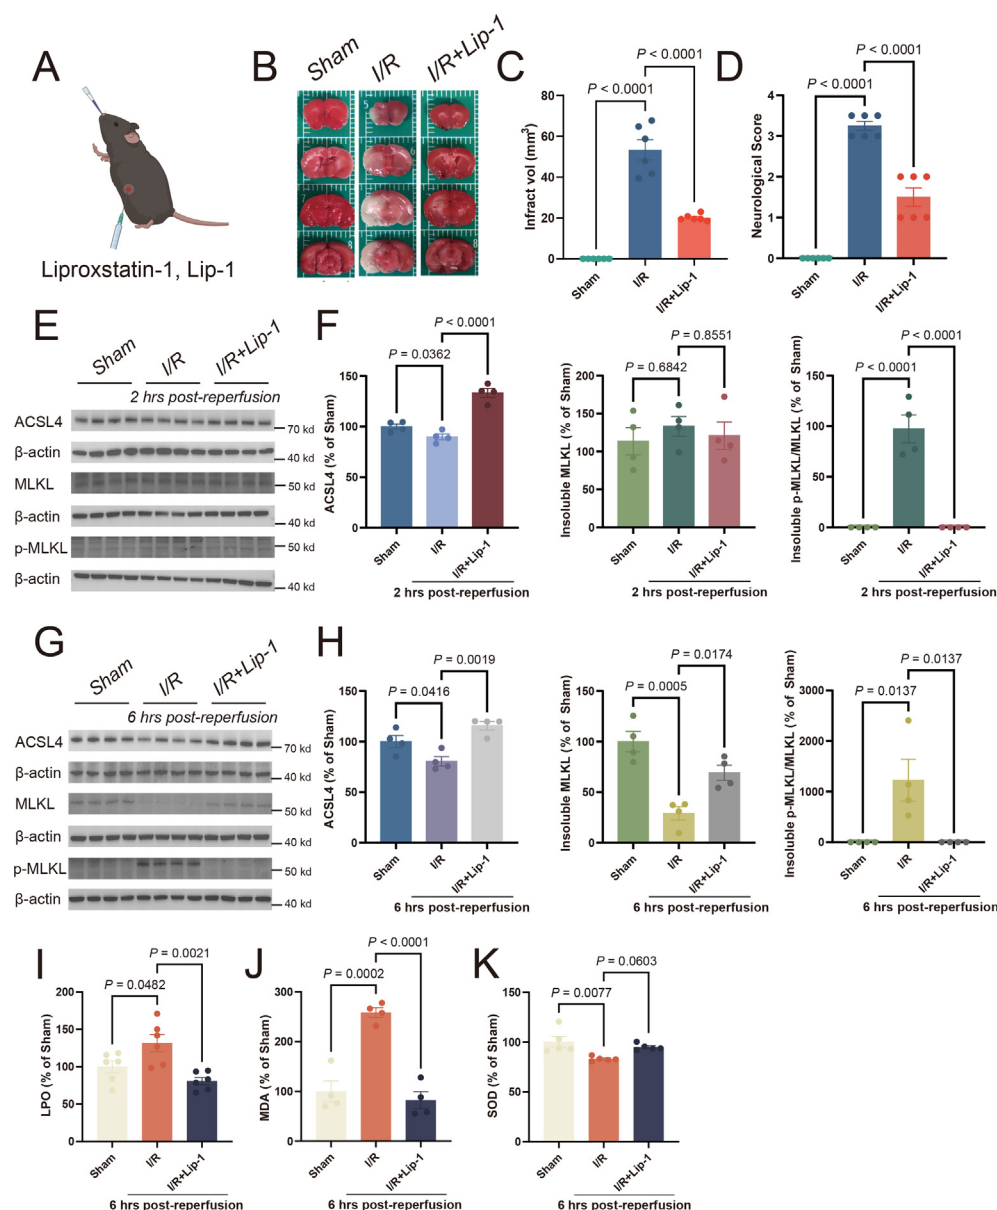 A
Liproxstatin-1, Lip-1
B
Sham
I/R
I/R+Lip-1
C
P < 0.0001
P < 0.0001
Infract vol (mm³)
80
60
40
20
0
Sham
I/R
I/R+Lip-1
D
P < 0.0001
P < 0.0001
Neurological Score
4
3
2
1
0
Sham
I/R
I/R+Lip-1
E
Sham
I/R
I/R+Lip-1
2 hrs post-reperfusion
ACSL4
70 kd
β-actin
40 kd
MLKL
50 kd
β-actin
40 kd
p-MLKL
50 kd
β-actin
40 kd
F
P < 0.0001
P = 0.0362
ACSL4 (% of Sham)
150
100
50
0
Sham
I/R
I/R+Lip-1
2 hrs post-reperfusion
P = 0.8551
P = 0.6842
Insoluble MLKL (% of Sham)
200
150
100
50
0
Sham
I/R
I/R+Lip-1
2 hrs post-reperfusion
P < 0.0001
P < 0.0001
Insoluble p-MLKL/MLKL (% of Sham)
150
100
50
0
Sham
I/R
I/R+Lip-1
2 hrs post-reperfusion
G
Sham
I/R
I/R+Lip-1
6 hrs post-reperfusion
ACSL4
70 kd
β-actin
40 kd
MLKL
50 kd
β-actin
40 kd
p-MLKL
50 kd
β-actin
40 kd
H
P = 0.0019
P = 0.0416
ACSL4 (% of Sham)
150
100
50
0
Sham
I/R
I/R+Lip-1
6 hrs post-reperfusion
P = 0.0174
P = 0.0005
Insoluble MLKL (% of Sham)
150
100
50
0
Sham
I/R
I/R+Lip-1
6 hrs post-reperfusion
P = 0.0137
P = 0.0137
Insoluble p-MLKL/MLKL (% of Sham)
3000
2000
1000
0
Sham
I/R
I/R+Lip-1
6 hrs post-reperfusion
I
P = 0.0021
P = 0.0482
LPO (% of Sham)
200
150
100
50
0
Sham
I/R
I/R+Lip-1
6 hrs post-reperfusion
J
P < 0.0001
P = 0.0002
MDA (% of Sham)
300
200
100
0
Sham
I/R
I/R+Lip-1
6 hrs post-reperfusion
K
P = 0.0603
P = 0.0077
SOD (% of Sham)
150
100
50
0
Sham
I/R
I/R+Lip-1
6 hrs post-reperfusion